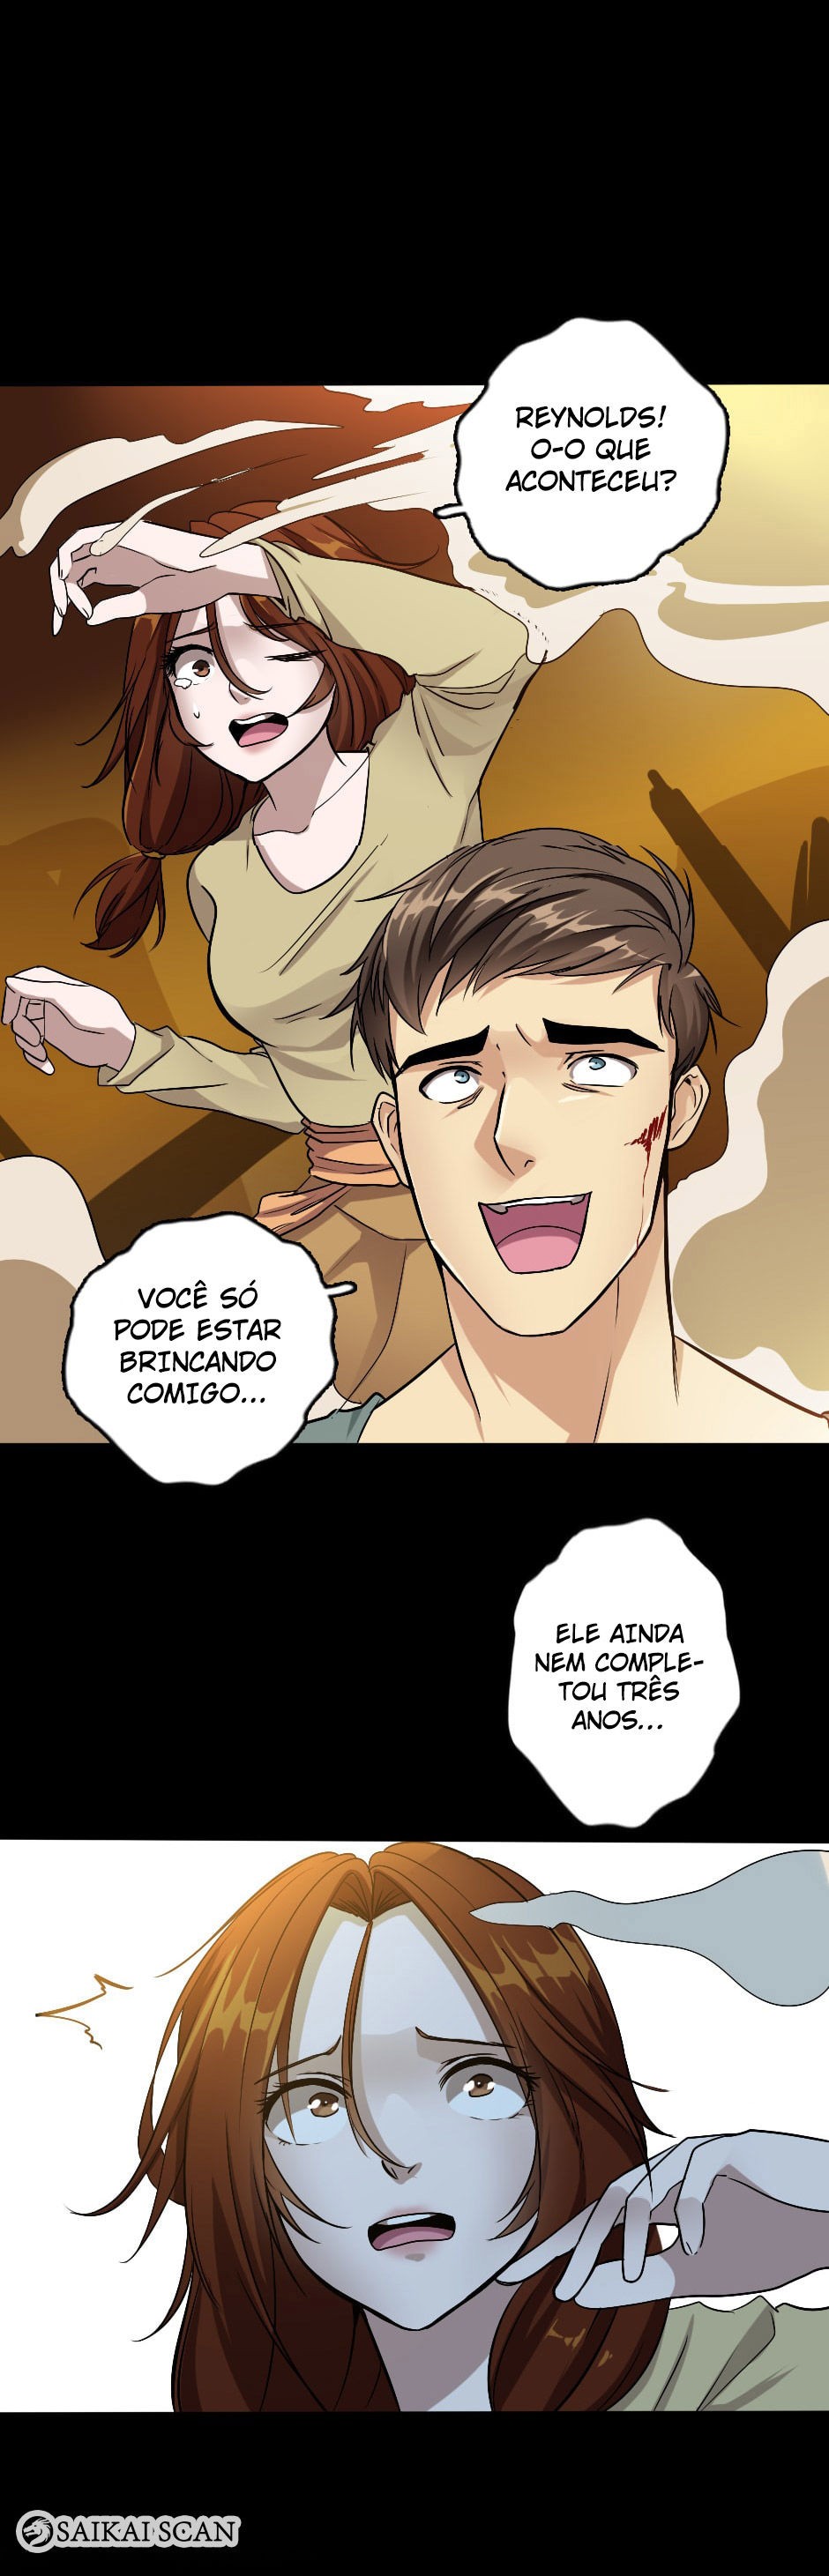 REYNOLDS!
O-O QUE
ACONTECEU?
VOCÊ SÓ
PODE ESTAR
BRINCANDO
COMIGO...
ELE AINDA
NEM COMPLE-
TOU TRÊS
ANOS...
SAIKAI SCAN